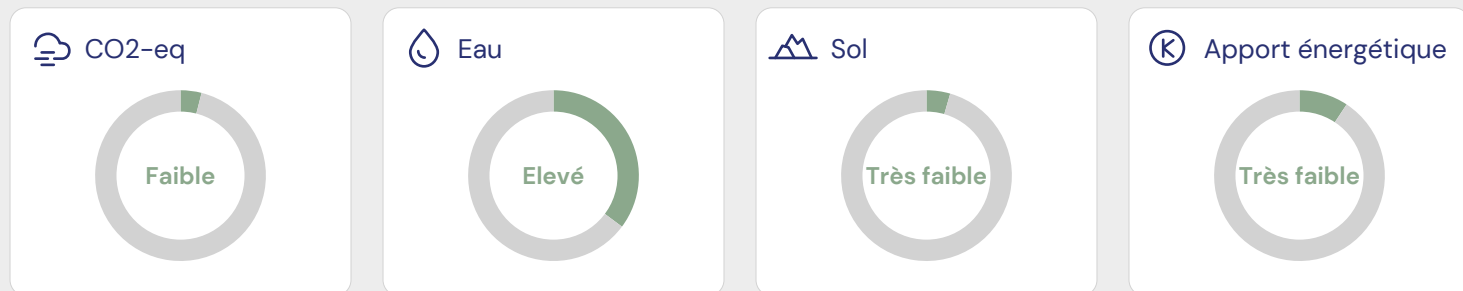 CO2-eq
Faible
Eau
Elevé
Sol
Très faible
Apport énergétique
Très faible